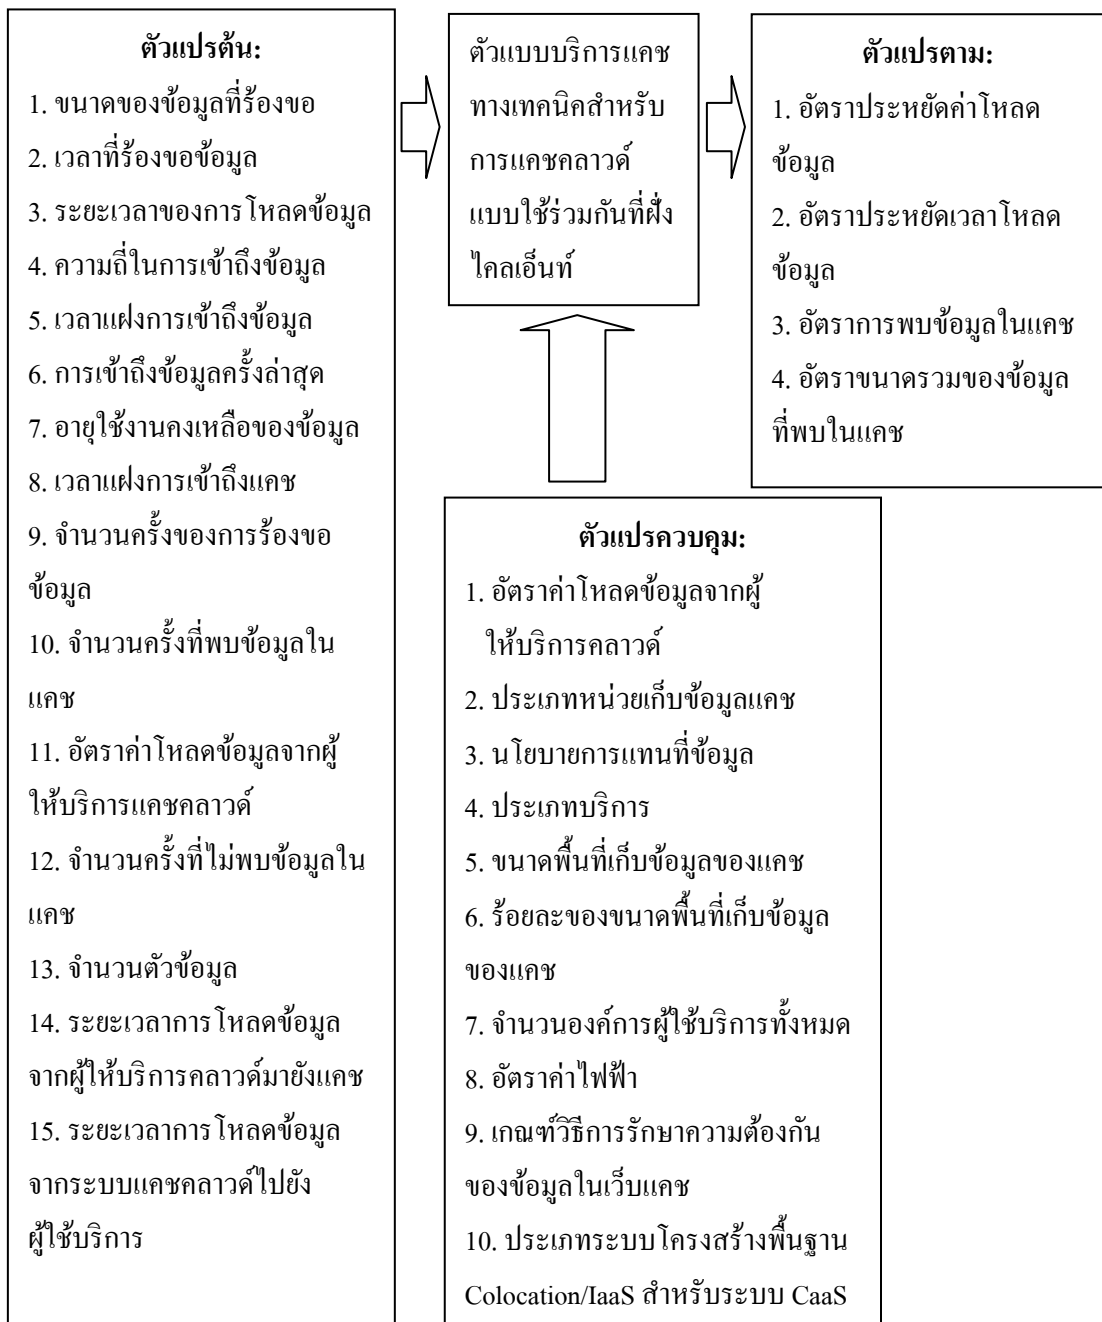 ตัวแปรต้น:
1. ขนาดของข้อมูลที่ร้องขอ
2. เวลาที่ร้องขอข้อมูล
3. ระยะเวลาของการโหลดข้อมูล
4. ความถี่ในการเข้าถึงข้อมูล
5. เวลาแฝงการเข้าถึงข้อมูล
6. การเข้าถึงข้อมูลครั้งล่าสุด
7. อายุใช้งานคงเหลือของข้อมูล
8. เวลาแฝงการเข้าถึงแคช
9. จำนวนครั้งของการร้องขอ
ข้อมูล
10. จำนวนครั้งที่พบข้อมูลใน
แคช
11. อัตราค่าโหลดข้อมูลจากผู้
ให้บริการแคชคลาวด์
12. จำนวนครั้งที่ไม่พบข้อมูลใน
แคช
13. จำนวนตัวข้อมูล
14. ระยะเวลาการโหลดข้อมูล
จากผู้ให้บริการคลาวด์มายังแคช
15. ระยะเวลาการโหลดข้อมูล
จากระบบแคชคลาวด์ไปยัง
ผู้ใช้บริการ
ตัวแบบบริการแคช
ทางเทคนิคสำหรับ
การแคชคลาวด์
แบบใช้ร่วมกันที่ฝั่ง
ไคลเอ็นท์
ตัวแปรตาม:
1. อัตราประหยัดค่าโหลด
ข้อมูล
2. อัตราประหยัดเวลาโหลด
ข้อมูล
3. อัตราการพบข้อมูลในแคช
4. อัตราขนาดรวมของข้อมูล
ที่พบในแคช
ตัวแปรควบคุม:
1. อัตราค่าโหลดข้อมูลจากผู้
ให้บริการคลาวด์
2. ประเภทหน่วยเก็บข้อมูลแคช
3. นโยบายการแทนที่ข้อมูล
4. ประเภทบริการ
5. ขนาดพื้นที่เก็บข้อมูลของแคช
6. ร้อยละของขนาดพื้นที่เก็บข้อมูล
ของแคช
7. จำนวนองค์การผู้ใช้บริการทั้งหมด
8. อัตราค่าไฟฟ้า
9. เกณฑ์วิธีการรักษาความต้องกัน
ของข้อมูลในเว็บแคช
10. ประเภทระบบโครงสร้างพื้นฐาน
Colocation/IaaS สำหรับระบบ CaaS